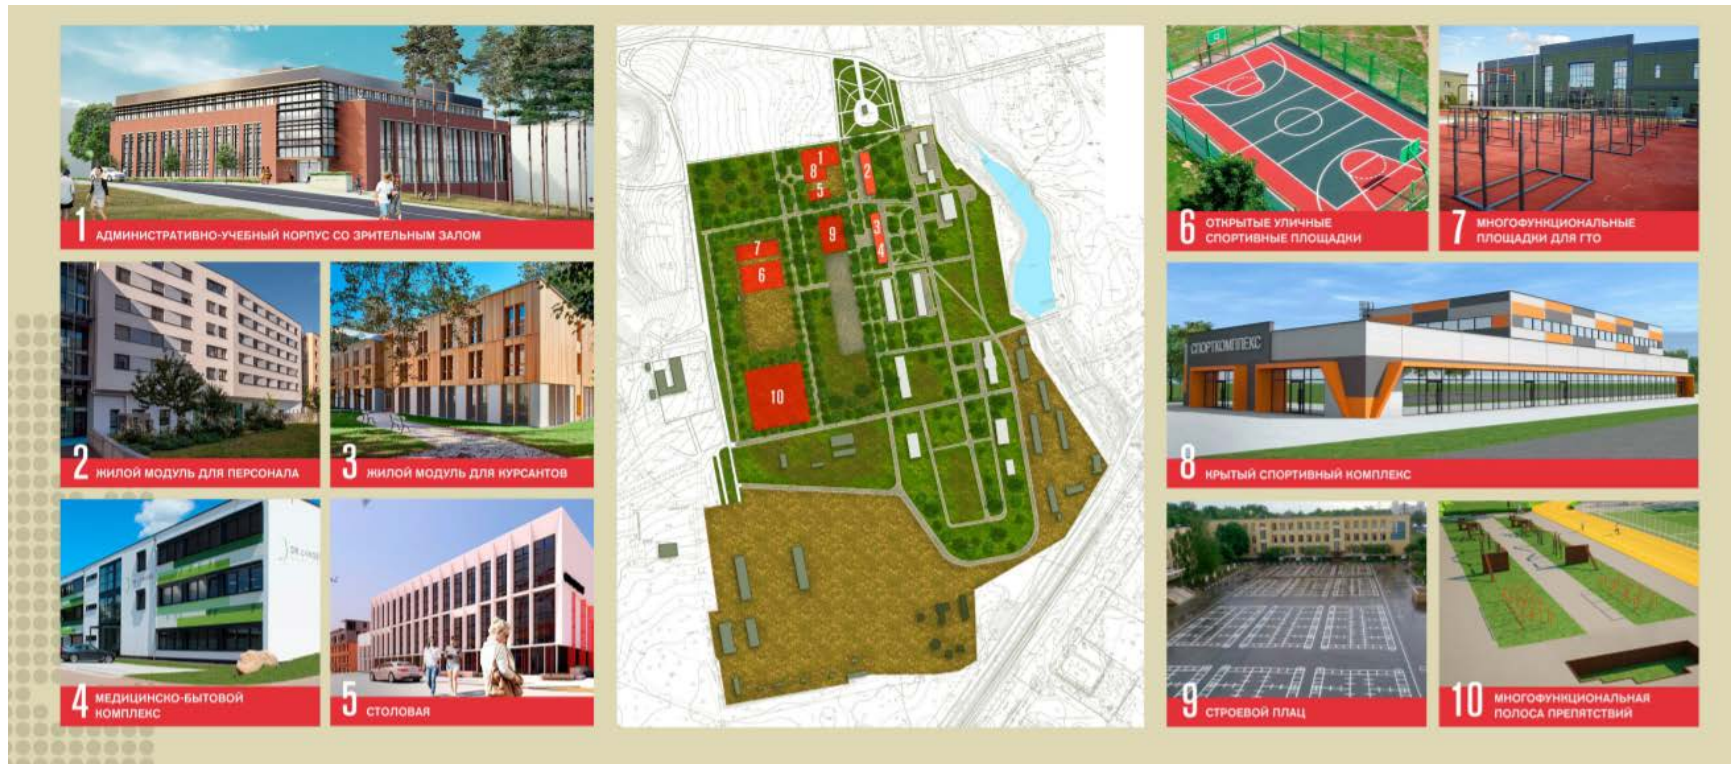 1 АДМИНИСТРАТИВНО-УЧЕБНЫЙ КОРПУС СО ЗРИТЕЛЬНЫМ ЗАЛОМ
2 ЖИЛОЙ МОДУЛЬ ДЛЯ ПЕРСОНАЛА
3 ЖИЛОЙ МОДУЛЬ ДЛЯ КУРСАНТОВ
4 МЕДИЦИНСКО-БЫТОВОЙ
КОМПЛЕКС
5 СТОЛОВАЯ
1
8
5
2
3
4
9
7
6
10
6 ОТКРЫТЫЕ УЛИЧНЫЕ
СПОРТИВНЫЕ ПЛОЩАДКИ
7 МНОГОФУНКЦИОНАЛЬНЫЕ
ПЛОЩАДКИ ДЛЯ ГТО
СПОРТКОМПЛЕКС
8 КРЫТЫЙ СПОРТИВНЫЙ КОМПЛЕКС
9 СТРОЕВОЙ ПЛАЦ
10 МНОГОФУНКЦИОНАЛЬНАЯ
ПОЛОСА ПРЕПЯТСТВИЙ